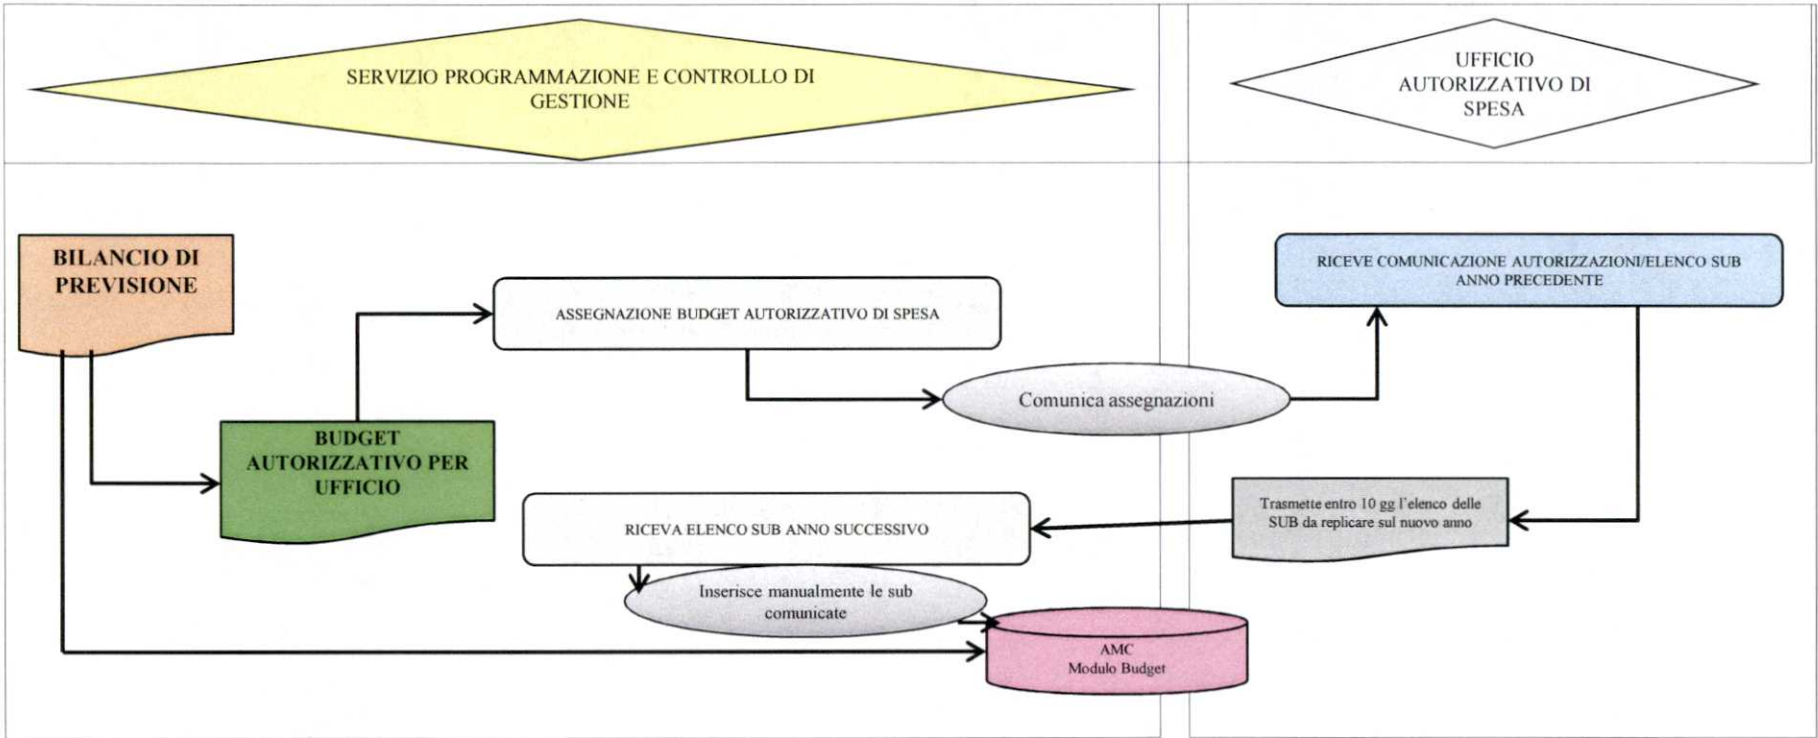 SERVIZIO PROGRAMMAZIONE E CONTROLLO DI
GESTIONE
UFFICIO
AUTORIZZATIVO DI
SPESA
BILANCIO DI
PREVISIONE
ASSEGNAZIONE BUDGET AUTORIZZATIVO DI SPESA
RICEVE COMUNICAZIONE AUTORIZZAZIONI/ELENCO SUB
ANNO PRECEDENTE
Comunica assegnazioni
BUDGET
AUTORIZZATIVO PER
UFFICIO
Trasmette entro 10 gg l'elenco delle
SUB da replicare sul nuovo anno
RICEVA ELENCO SUB ANNO SUCCESSIVO
Inserisce manualmente le sub
comunicate
AMC
Modulo Budget